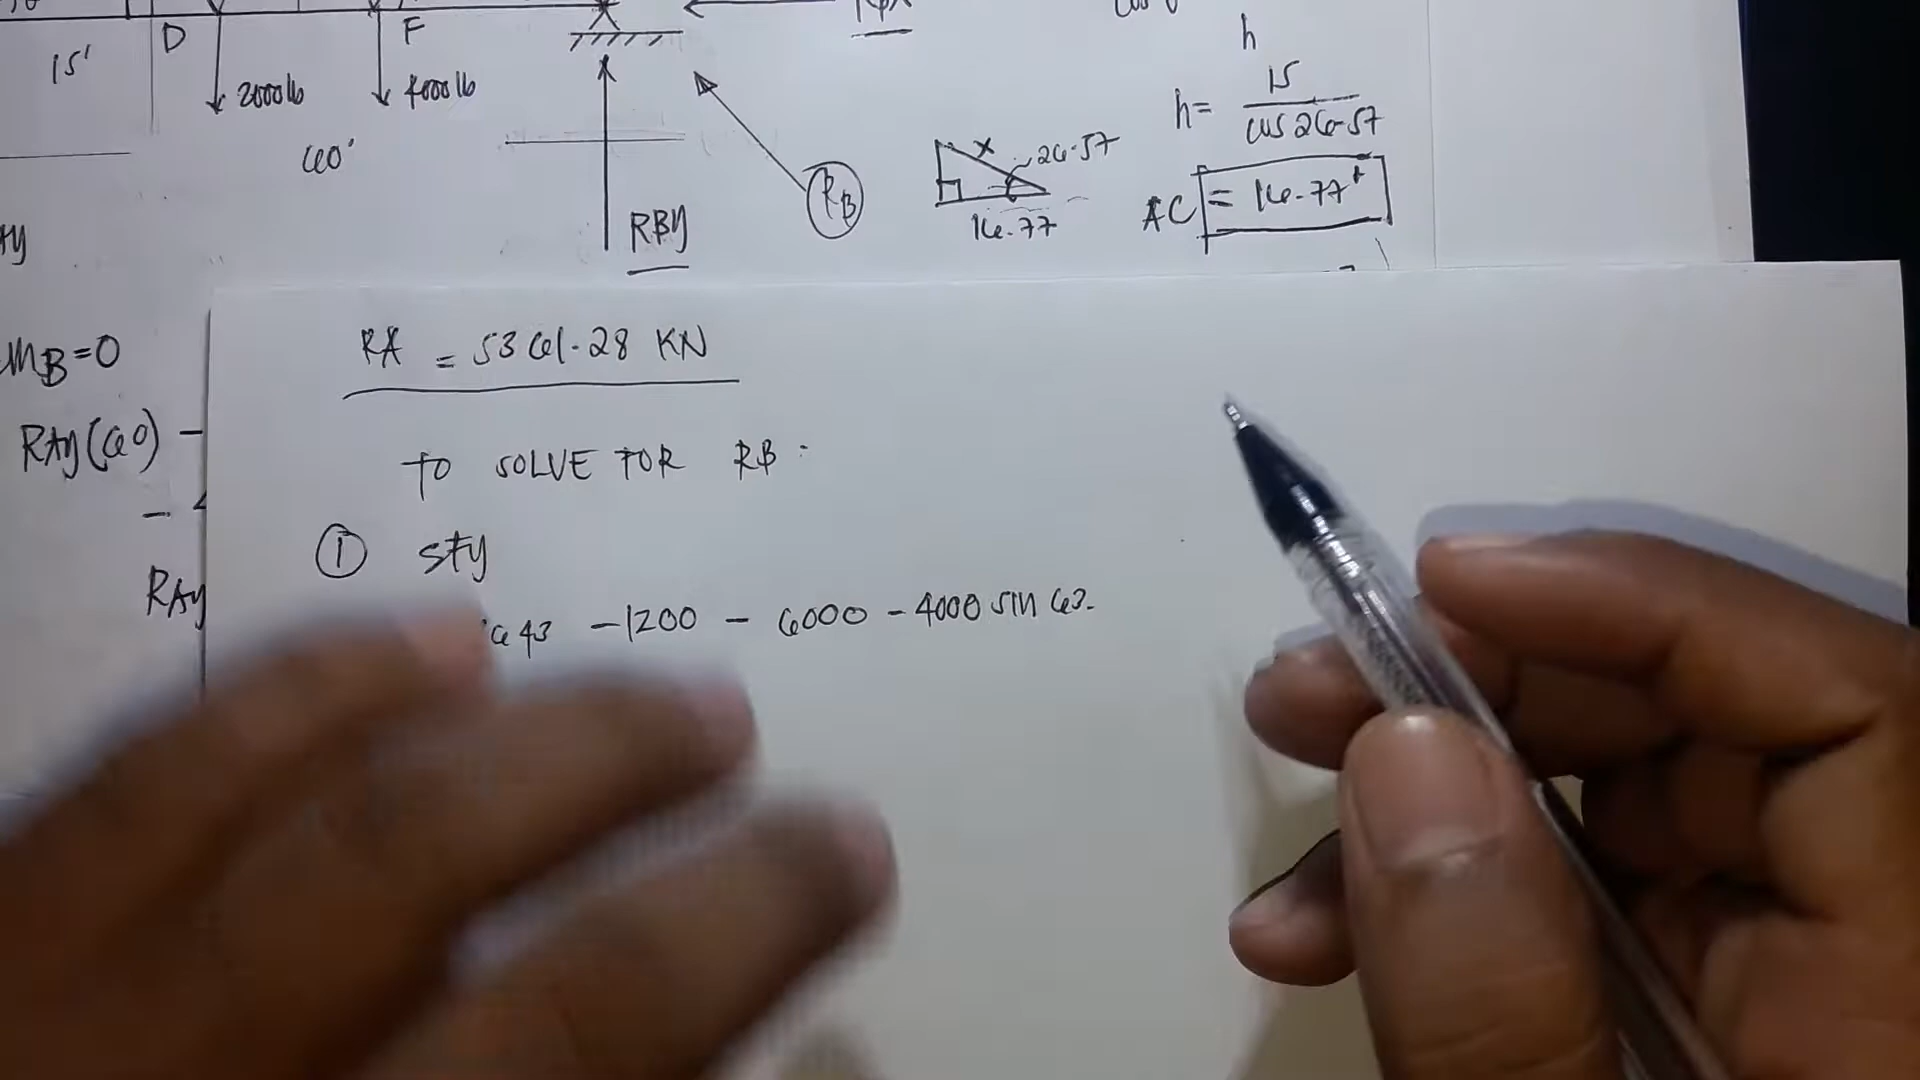 D F h
15' 2000 lb 4000 lb 15
h= cos 26.57
60' x 26.57
RBY RB 16.77 AC = 16.77'
RA = 5361.28 KN
MB=0
TO SOLVE FOR RB:
RAy(60) -
① ΣFy
RAy
43 -1200 - 6000 - 4000 sin 63.